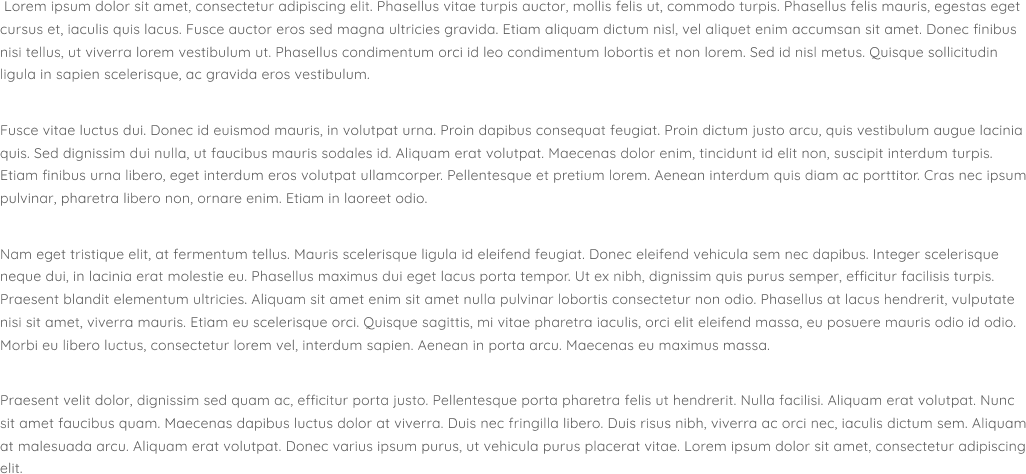 Lorem ipsum dolor sit amet, consectetur adipiscing elit. Phasellus vitae turpis auctor, mollis felis ut, commodo turpis. Phasellus felis mauris, egestas eget
cursus et, iaculis quis lacus. Fusce auctor eros sed magna ultricies gravida. Etiam aliquam dictum nisl, vel aliquet enim accumsan sit amet. Donec finibus
nisi tellus, ut viverra lorem vestibulum ut. Phasellus condimentum orci id leo condimentum lobortis et non lorem. Sed id nisl metus. Quisque sollicitudin
ligula in sapien scelerisque, ac gravida eros vestibulum.
Fusce vitae luctus dui. Donec id euismod mauris, in volutpat urna. Proin dapibus consequat feugiat. Proin dictum justo arcu, quis vestibulum augue lacinia
quis. Sed dignissim dui nulla, ut faucibus mauris sodales id. Aliquam erat volutpat. Maecenas dolor enim, tincidunt id elit non, suscipit interdum turpis.
Etiam finibus urna libero, eget interdum eros volutpat ullamcorper. Pellentesque et pretium lorem. Aenean interdum quis diam ac porttitor. Cras nec ipsum
pulvinar, pharetra libero non, ornare enim. Etiam in laoreet odio.
Nam eget tristique elit, at fermentum tellus. Mauris scelerisque ligula id eleifend feugiat. Donec eleifend vehicula sem nec dapibus. Integer scelerisque
neque dui, in lacinia erat molestie eu. Phasellus maximus dui eget lacus porta tempor. Ut ex nibh, dignissim quis purus semper, efficitur facilisis turpis.
Praesent blandit elementum ultricies. Aliquam sit amet enim sit amet nulla pulvinar lobortis consectetur non odio. Phasellus at lacus hendrerit, vulputate
nisi sit amet, viverra mauris. Etiam eu scelerisque orci. Quisque sagittis, mi vitae pharetra iaculis, orci elit eleifend massa, eu posuere mauris odio id odio.
Morbi eu libero luctus, consectetur lorem vel, interdum sapien. Aenean in porta arcu. Maecenas eu maximus massa.
Praesent velit dolor, dignissim sed quam ac, efficitur porta justo. Pellentesque porta pharetra felis ut hendrerit. Nulla facilisi. Aliquam erat volutpat. Nunc
sit amet faucibus quam. Maecenas dapibus luctus dolor at viverra. Duis nec fringilla libero. Duis risus nibh, viverra ac orci nec, iaculis dictum sem. Aliquam
at malesuada arcu. Aliquam erat volutpat. Donec varius ipsum purus, ut vehicula purus placerat vitae. Lorem ipsum dolor sit amet, consectetur adipiscing
elit.